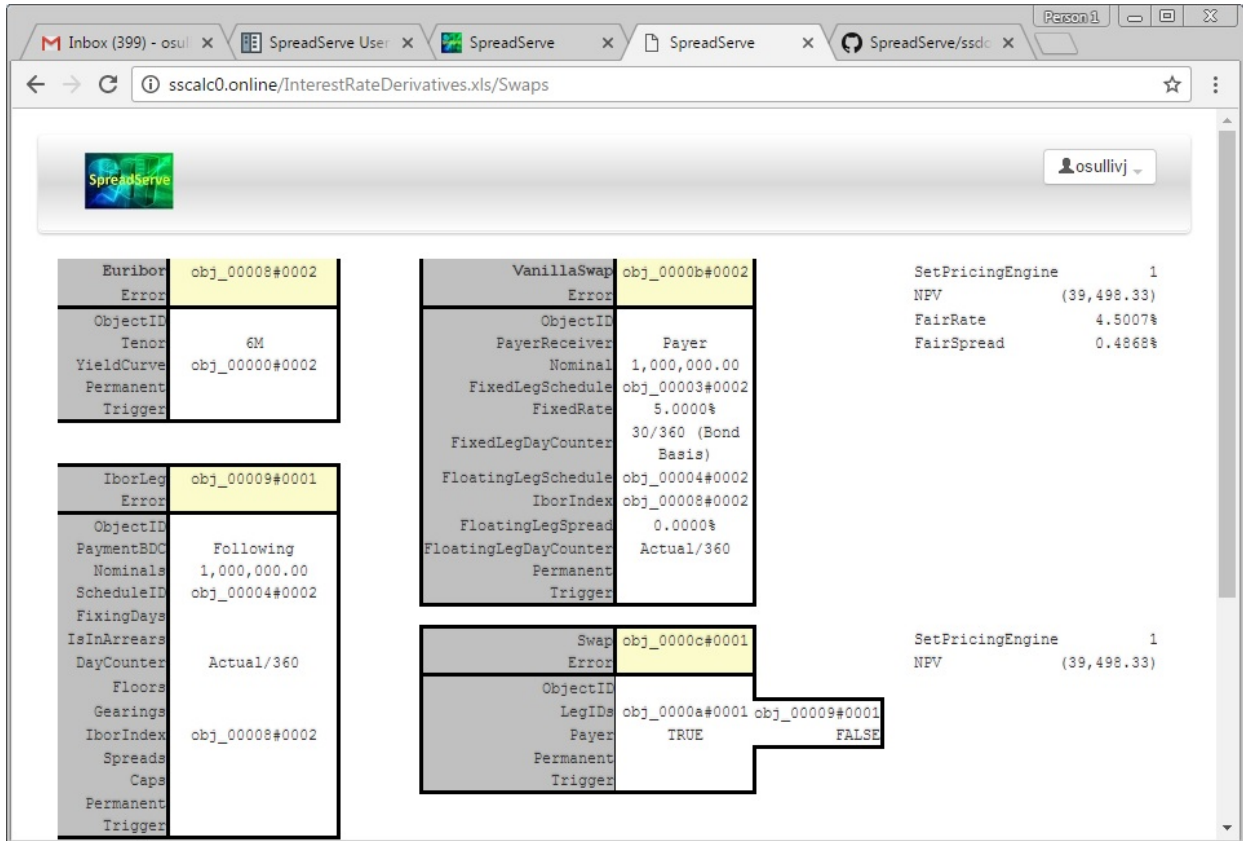 Person 1
Inbox (399) - osul
SpreadServe User
SpreadServe
SpreadServe
SpreadServe/ssdc
sscalc0.online/InterestRateDerivatives.xls/Swaps
SpreadServe
osullivj
Euribor obj_00008#0002
Error
ObjectID
Tenor 6M
YieldCurve obj_00000#0002
Permanent
Trigger
IborLeg obj_00009#0001
Error
ObjectID
PaymentBDC Following
Nominals 1,000,000.00
ScheduleID obj_00004#0002
FixingDays
IsInArrears
DayCounter Actual/360
Floors
Gearings
IborIndex obj_00008#0002
Spreads
Caps
Permanent
Trigger
VanillaSwap obj_0000b#0002
Error
ObjectID
PayerReceiver Payer
Nominal 1,000,000.00
FixedLegSchedule obj_00003#0002
FixedRate 5.0000%
FixedLegDayCounter 30/360 (Bond
Basis)
FloatingLegSchedule obj_00004#0002
IborIndex obj_00008#0002
FloatingLegSpread 0.0000%
FloatingLegDayCounter Actual/360
Permanent
Trigger
Swap obj_0000c#0001
Error
ObjectID
LegIDs obj_0000a#0001 obj_00009#0001
Payer TRUE FALSE
Permanent
Trigger
SetPricingEngine 1
NPV (39,498.33)
FairRate 4.5007%
FairSpread 0.4868%
SetPricingEngine 1
NPV (39,498.33)